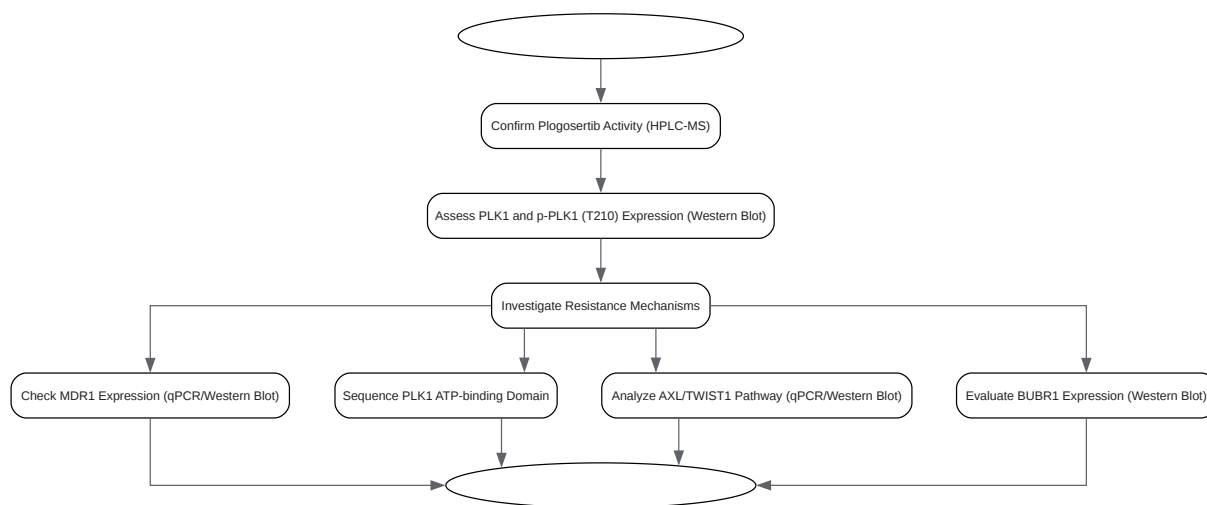 Confirm Plogosertib Activity (HPLC-MS)
Assess PLK1 and p-PLK1 (T210) Expression (Western Blot)
Investigate Resistance Mechanisms
Check MDR1 Expression (qPCR/Western Blot)
Sequence PLK1 ATP-binding Domain
Analyze AXL/TWIST1 Pathway (qPCR/Western Blot)
Evaluate BUBR1 Expression (Western Blot)